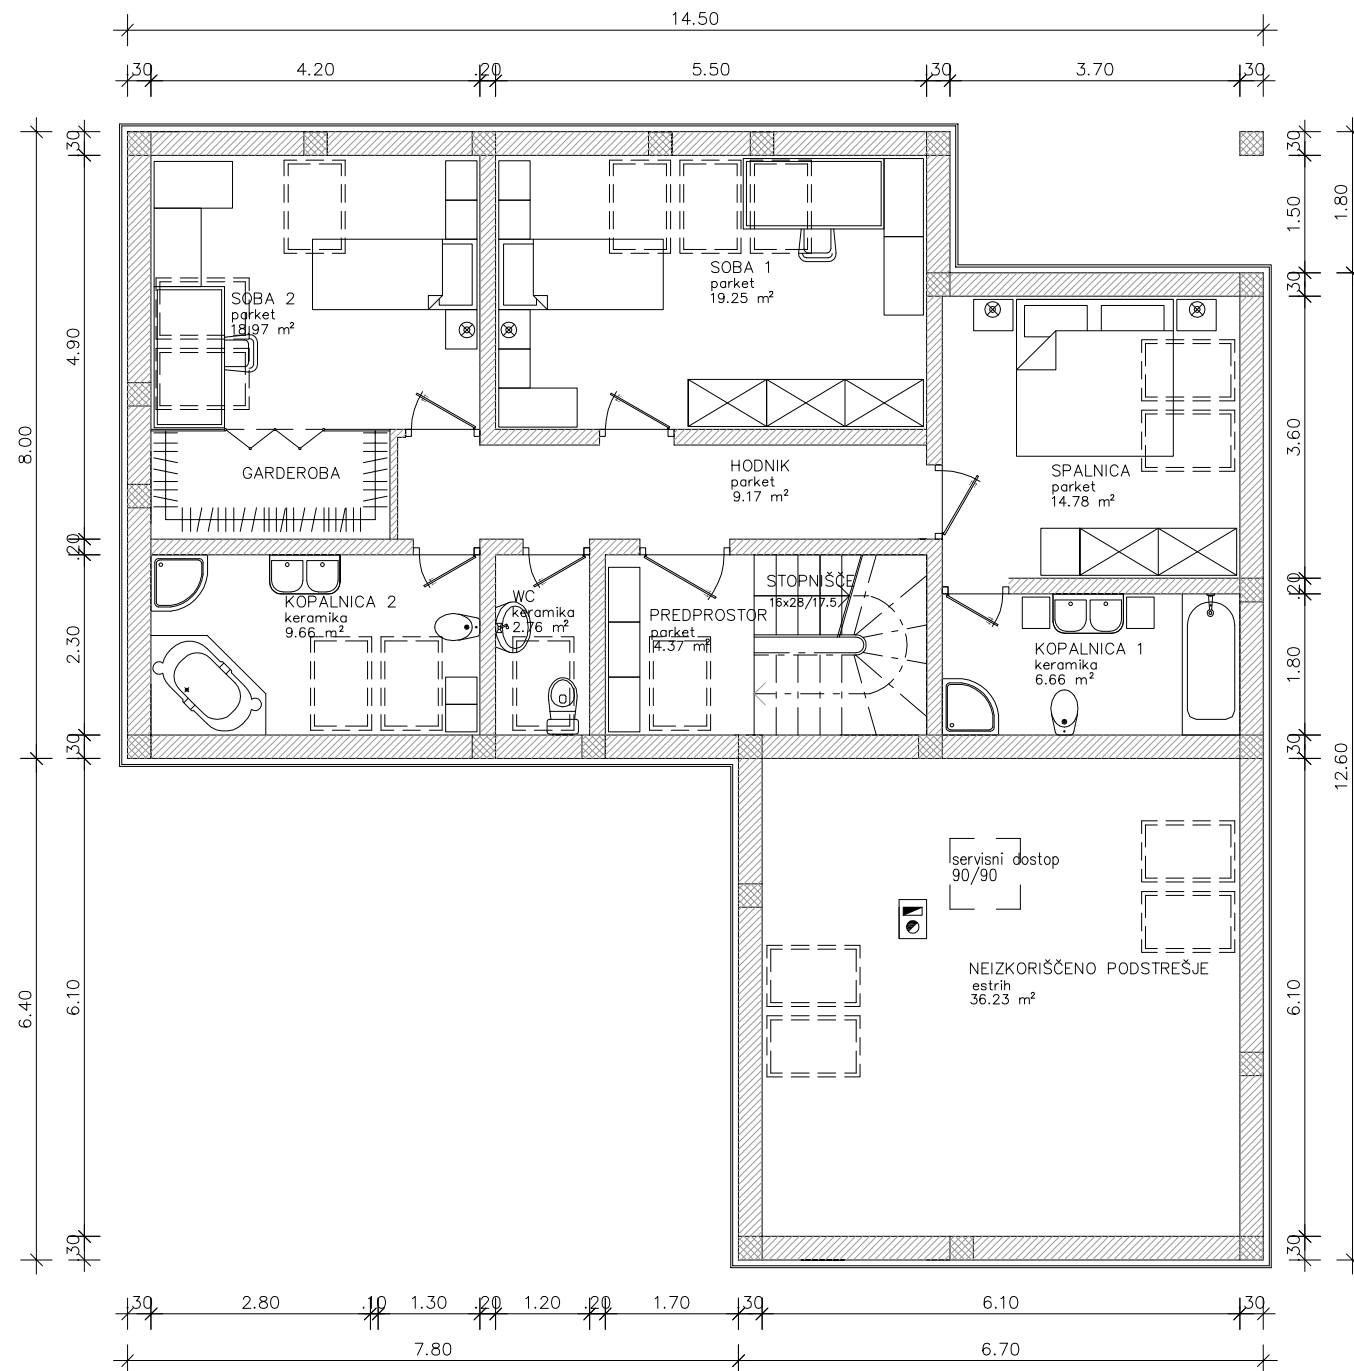 14.50
.30
4.20
.20
5.50
.30
3.70
.30
.30
4.90
.20
2.30
.30
6.10
.30
8.00
6.40
.30
1.50
.30
3.60
.20
1.80
.30
6.10
.30
1.80
12.60
SOBA 2
parket
18.97 m²
SOBA 1
parket
19.25 m²
GARDEROBA
HODNIK
parket
9.17 m²
SPALNICA
parket
14.78 m²
KOPALNICA 2
keramika
9.66 m²
WC
keramika
2.76 m²
PREDPROSTOR
parket
4.37 m²
STOPNIŠČE
16x28/17.5
KOPALNICA 1
keramika
6.66 m²
servisni dostop
90/90
NEIZKORIŠČENO PODSTREŠJE
estrih
36.23 m²
.30
2.80
.10
1.30
.20
1.20
.20
1.70
.30
6.10
.30
7.80
6.70